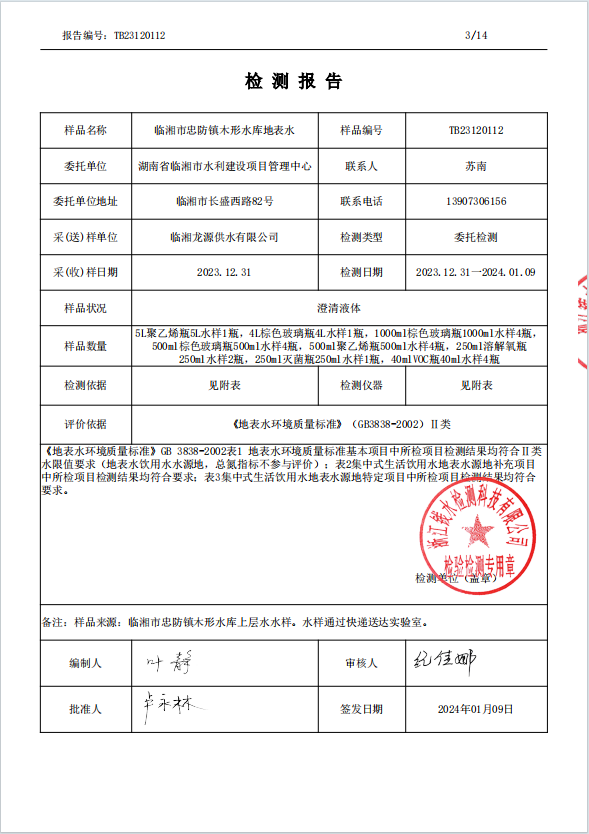 报告编号：TB23120112 3/14
检 测 报 告
样品名称 临湘市忠防镇木形水库地表水 样品编号 TB23120112
委托单位 湖南省临湘市水利建设项目管理中心 联系人 苏南
委托单位地址 临湘市长盛西路82号 联系电话 13907306156
采(送)样单位 临湘龙源供水有限公司 检测类型 委托检测
采(收)样日期 2023.12.31 检测日期 2023.12.31一2024.01.09
样品状况 澄清液体
样品数量 5L聚乙烯瓶5L水样1瓶，4L棕色玻璃瓶4L水样1瓶，1000ml棕色玻璃瓶1000ml水样4瓶，
500ml棕色玻璃瓶500ml水样4瓶，500ml聚乙烯瓶500ml水样4瓶，250ml溶解氧瓶
250ml水样2瓶，250ml灭菌瓶250ml水样1瓶，40mlVOC瓶40ml水样4瓶
检测依据 见附表 检测仪器 见附表
评价依据 《地表水环境质量标准》（GB3838-2002）Ⅱ类
《地表水环境质量标准》GB 3838-2002表1 地表水环境质量标准基本项目中所检项目检测结果均符合Ⅱ类
水限值要求（地表水饮用水水源地，总氮指标不参与评价）；表2集中式生活饮用水地表水源地补充项目
中所检项目检测结果均符合要求；表3集中式生活饮用水地表水源地特定项目中所检项目检测结果均符合
要求。
检验检测专用章
检测单位（盖章）
备注：样品来源：临湘市忠防镇木形水库上层水水样。水样通过快递送达实验室。
编制人 叶静 审核人 纪佳娜
批准人 卢永林 签发日期 2024年01月09日